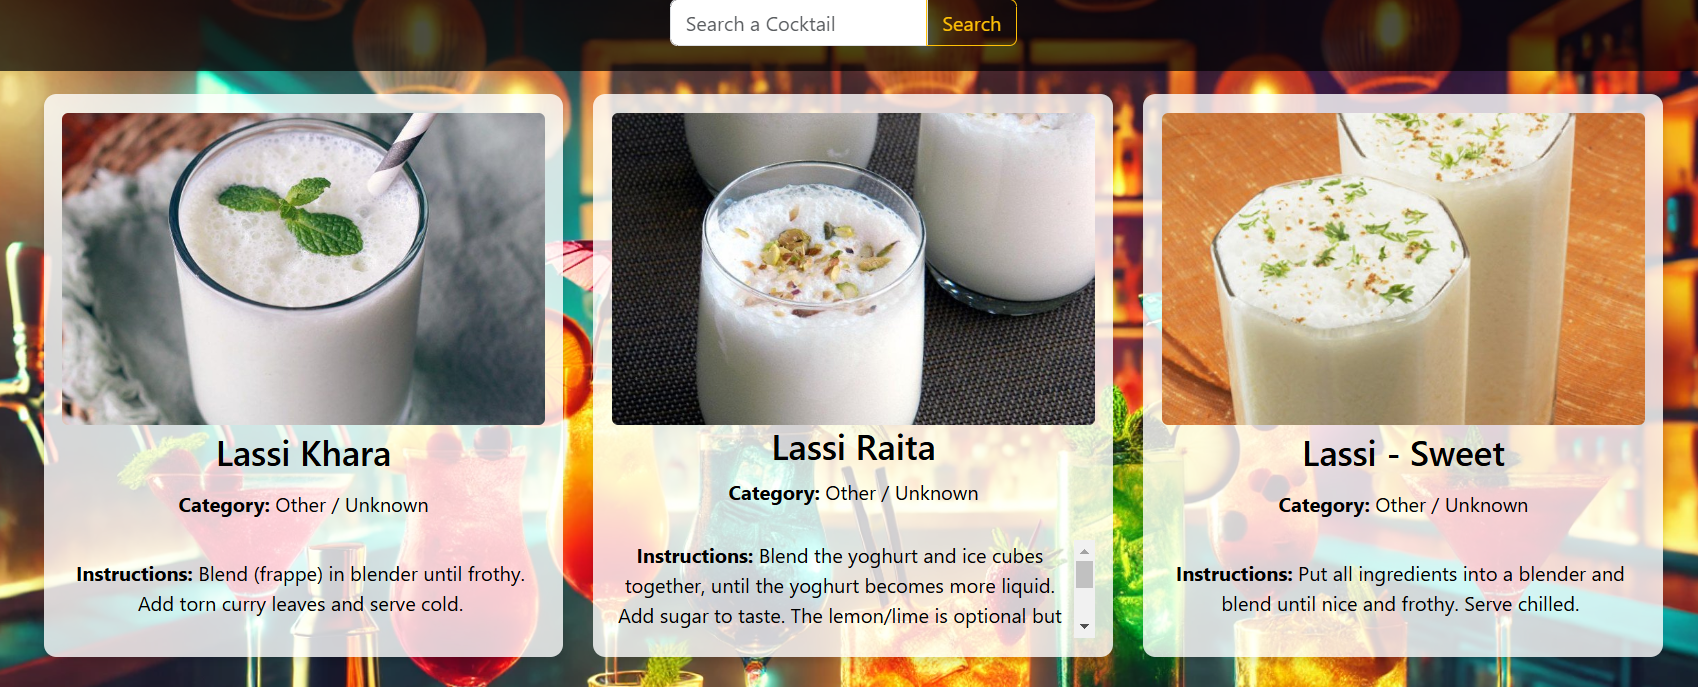 Search a Cocktail
Search
Lassi Khara
Category: Other / Unknown
Instructions: Blend (frappe) in blender until frothy.
Add torn curry leaves and serve cold.
Lassi Raita
Category: Other / Unknown
Instructions: Blend the yoghurt and ice cubes
together, until the yoghurt becomes more liquid.
Add sugar to taste. The lemon/lime is optional but
Lassi - Sweet
Category: Other / Unknown
Instructions: Put all ingredients into a blender and
blend until nice and frothy. Serve chilled.